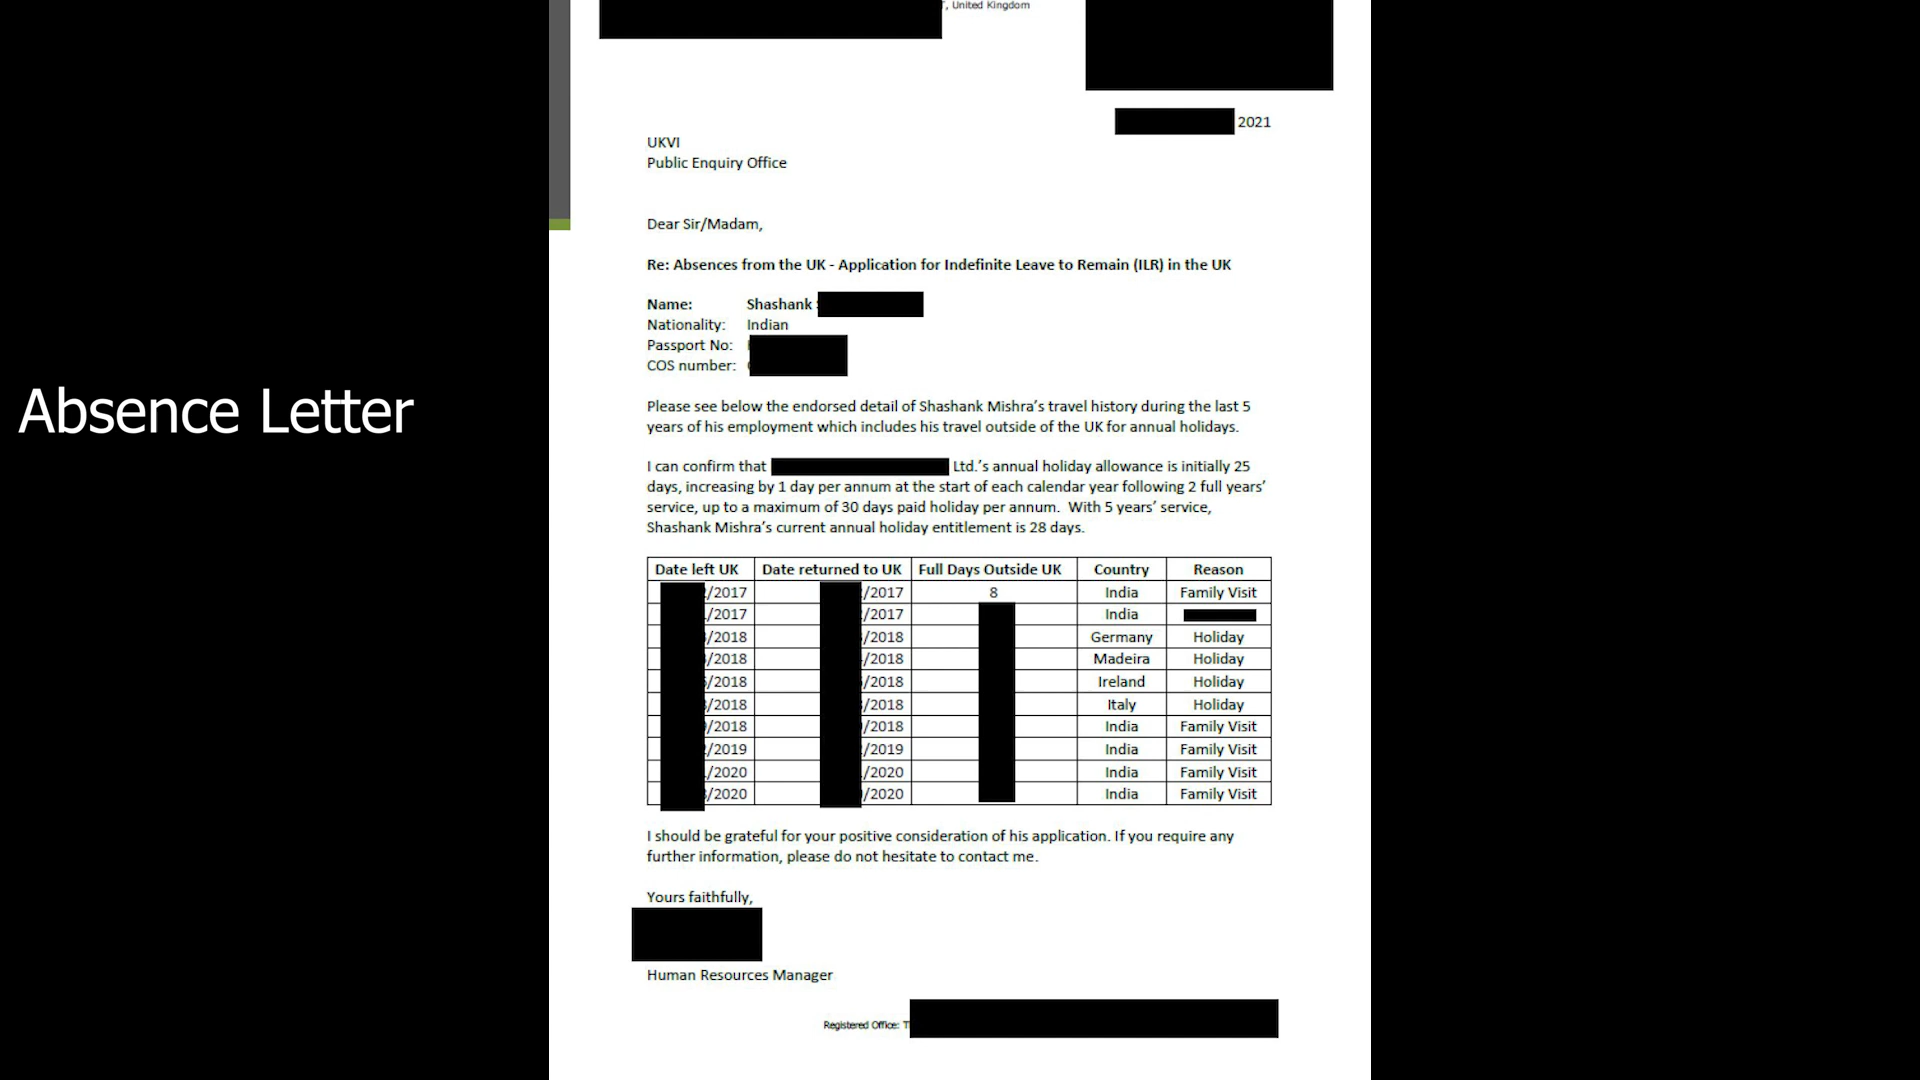 Absence Letter
, United Kingdom
2021
UKVI
Public Enquiry Office
Dear Sir/Madam,
Re: Absences from the UK - Application for Indefinite Leave to Remain (ILR) in the UK
Name: Shashank
Nationality: Indian
Passport No:
COS number:
Please see below the endorsed detail of Shashank Mishra’s travel history during the last 5
years of his employment which includes his travel outside of the UK for annual holidays.
I can confirm that Ltd.’s annual holiday allowance is initially 25
days, increasing by 1 day per annum at the start of each calendar year following 2 full years’
service, up to a maximum of 30 days paid holiday per annum. With 5 years’ service,
Shashank Mishra’s current annual holiday entitlement is 28 days.
Date left UK Date returned to UK Full Days Outside UK Country Reason
/2017 /2017 8 India Family Visit
/2017 /2017 India
/2018 /2018 Germany Holiday
/2018 /2018 Madeira Holiday
/2018 /2018 Ireland Holiday
/2018 /2018 Italy Holiday
/2018 /2018 India Family Visit
/2019 /2019 India Family Visit
/2020 /2020 India Family Visit
/2020 /2020 India Family Visit
I should be grateful for your positive consideration of his application. If you require any
further information, please do not hesitate to contact me.
Yours faithfully,
Human Resources Manager
Registered Office: